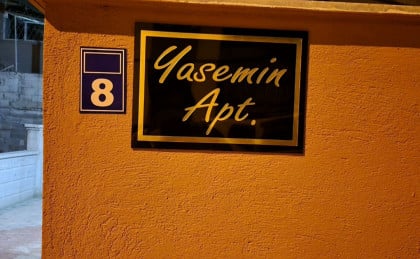 8
Yasemin
Apt.